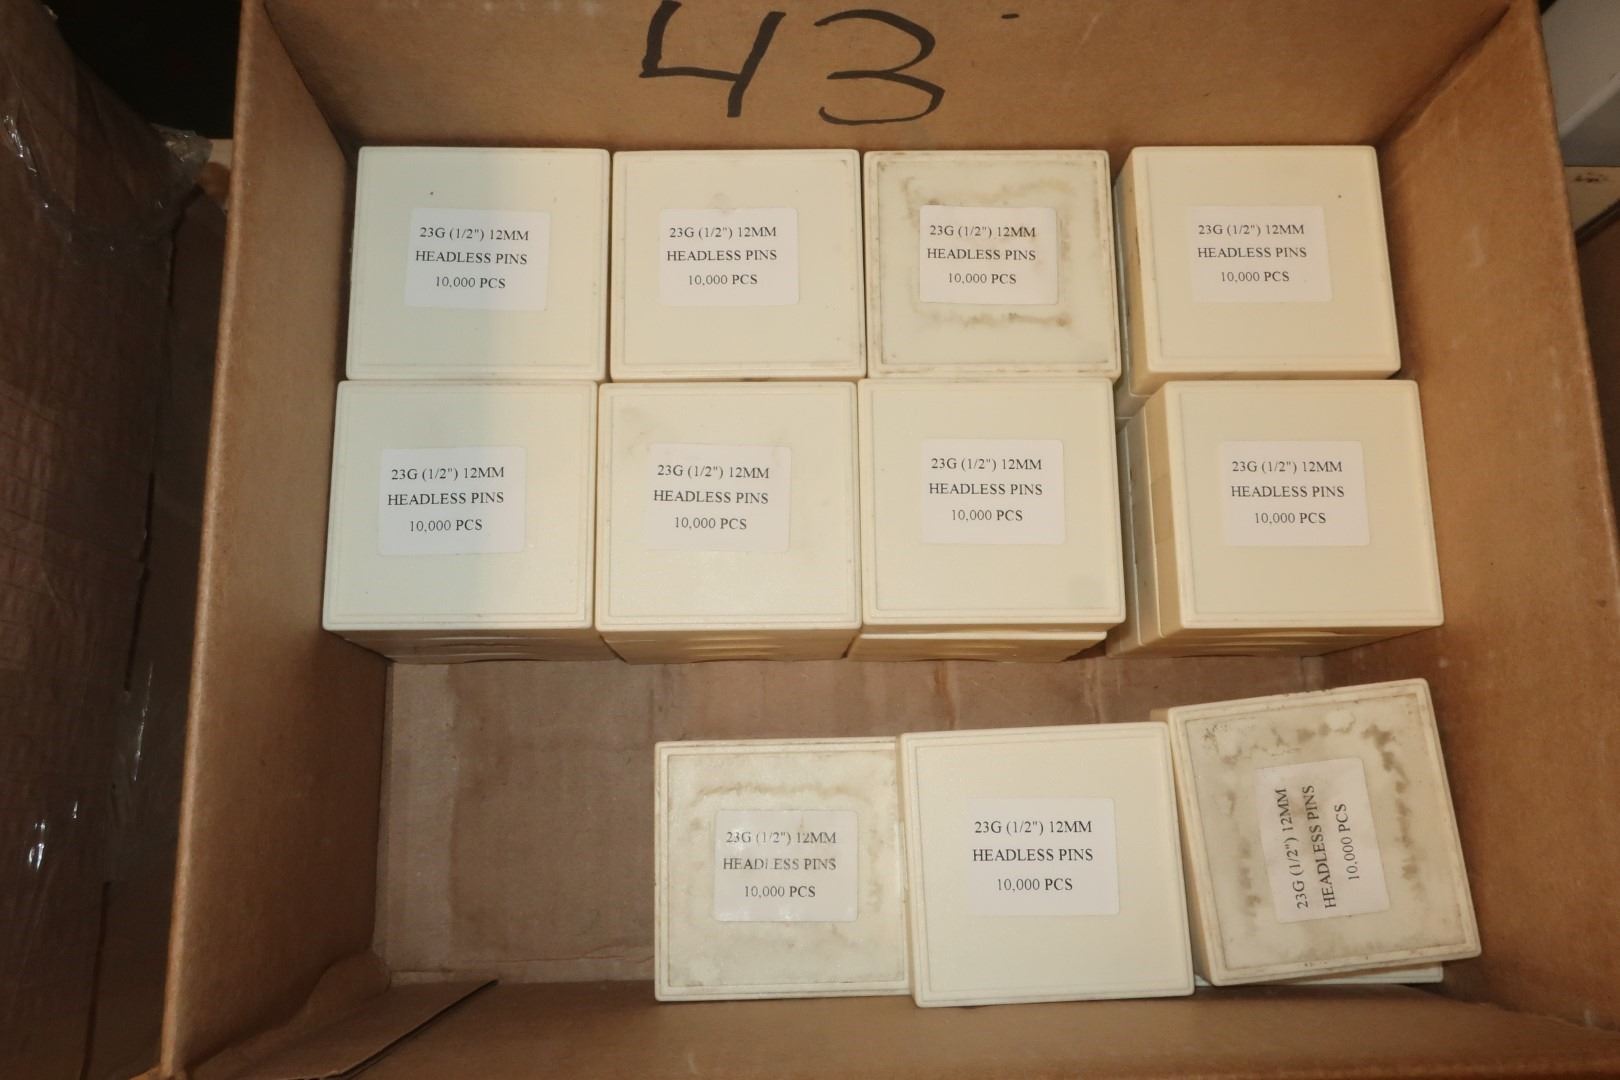 43
23G (1/2") 12MM
HEADLESS PINS
10,000 PCS
23G (1/2") 12MM
HEADLESS PINS
10,000 PCS
23G (1/2") 12MM
HEADLESS PINS
10,000 PCS
23G (1/2") 12MM
HEADLESS PINS
10,000 PCS
23G (1/2") 12MM
HEADLESS PINS
10,000 PCS
23G (1/2") 12MM
HEADLESS PINS
10,000 PCS
23G (1/2") 12MM
HEADLESS PINS
10,000 PCS
23G (1/2") 12MM
HEADLESS PINS
10,000 PCS
23G (1/2") 12MM
HEADLESS PINS
10,000 PCS
23G (1/2") 12MM
HEADLESS PINS
10,000 PCS
23G (1/2") 12MM
HEADLESS PINS
10,000 PCS